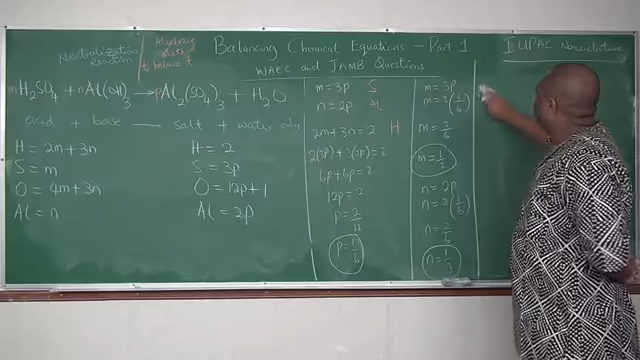 Neutralization
Reaction
Algebraic
Method
to balance it
Balancing Chemical Equations - Part 1
WAEC and JAMB Questions
IUPAC Nomenclature
mH₂SO₄ + nAl(OH)₃ → pAl₂(SO₄)₃ + H₂O
acid + base → salt + water only
H = 2m + 3n
S = m
O = 4m + 3n
Al = n
H = 2
S = 3p
O = 12p + 1
Al = 2p
m = 3p S
n = 2p Al
2m + 3n = 2 H
2(3p) + 3(2p) = 2
6p + 6p = 2
12p = 2
p = 2/12
p = 1/6
m = 3p
m = 3(1/6)
m = 3/6
m = 1/2
n = 2p
n = 2(1/6)
n = 2/6
n = 1/3